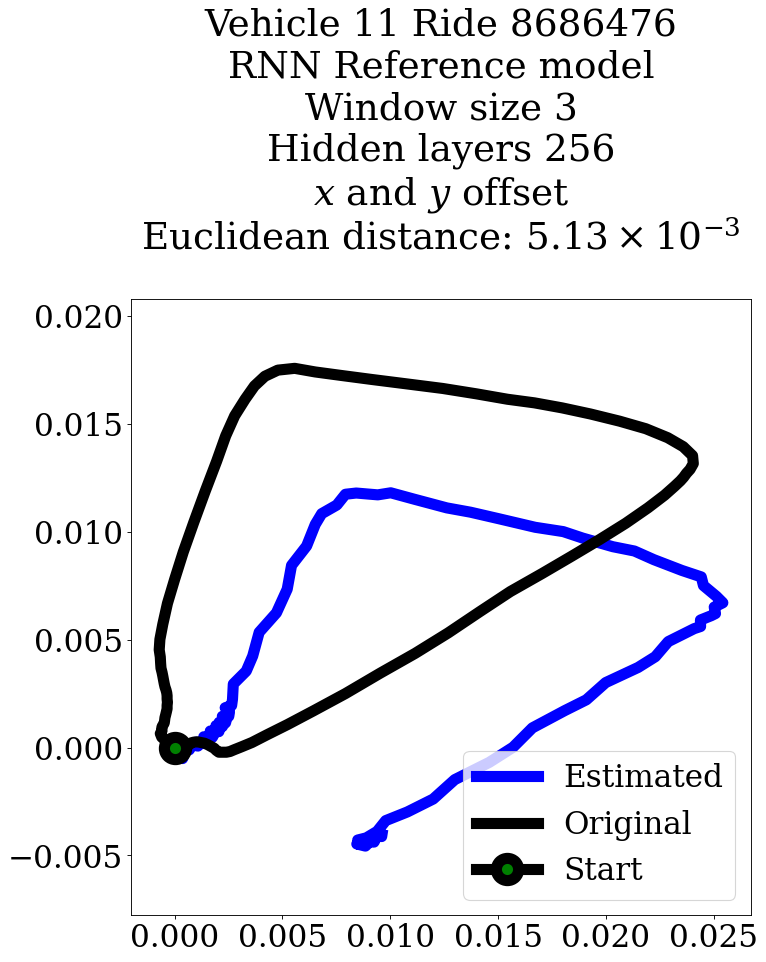 Vehicle 11 Ride 8686476
RNN Reference model
Window size 3
Hidden layers 256
x and y offset
Euclidean distance: 5.13 × 10⁻³
0.020
0.015
0.010
0.005
0.000
−0.005
Estimated
Original
Start
0.000 0.005 0.010 0.015 0.020 0.025